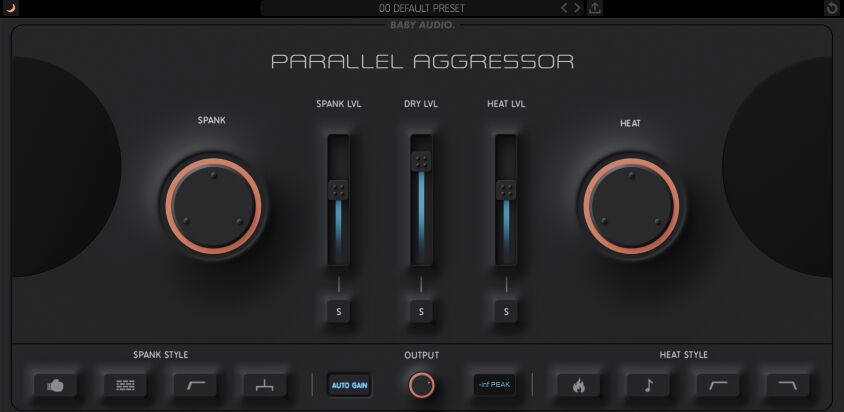 00 DEFAULT PRESET
BABY AUDIO.
PARALLEL AGGRESSOR
SPANK LVL DRY LVL HEAT LVL
SPANK HEAT
S S S
SPANK STYLE OUTPUT HEAT STYLE
AUTO GAIN -inf PEAK